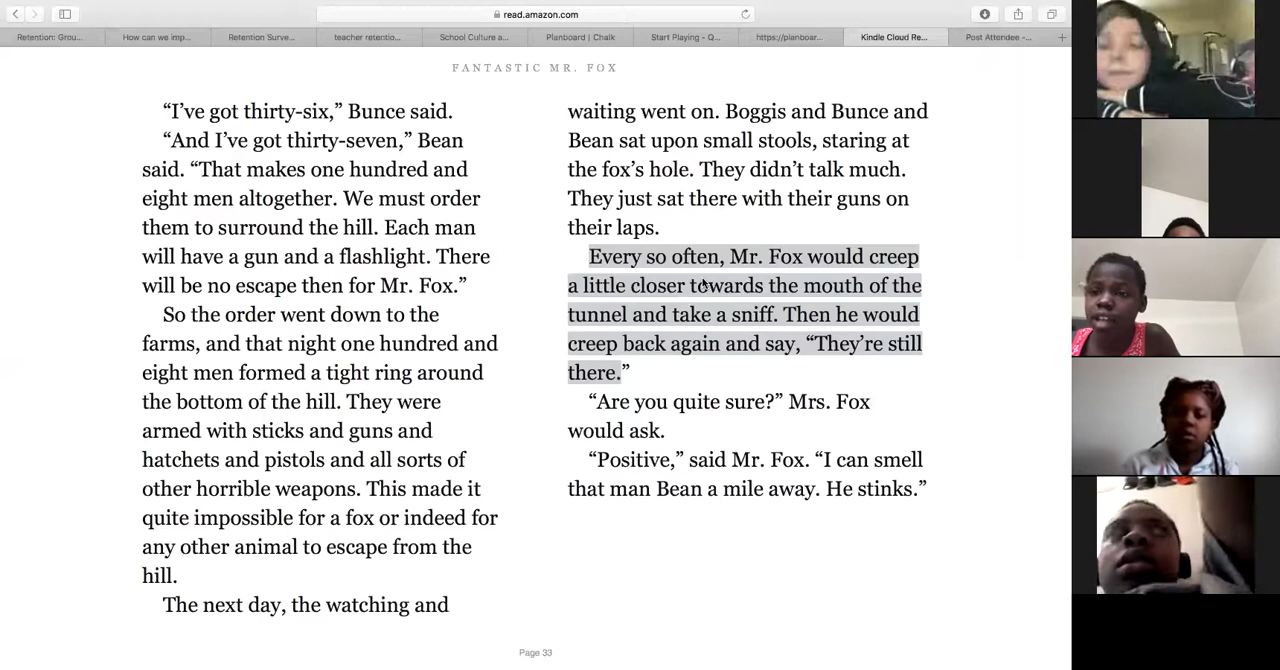 read.amazon.com
Retention: Grou...
How can we imp...
Retention Surve...
teacher retentio...
School Culture a...
Planboard | Chalk
Start Playing - Q...
https://planboar...
Kindle Cloud Re...
Post Attendee -...
FANTASTIC MR. FOX
“I’ve got thirty-six,” Bunce said.
“And I’ve got thirty-seven,” Bean
said. “That makes one hundred and
eight men altogether. We must order
them to surround the hill. Each man
will have a gun and a flashlight. There
will be no escape then for Mr. Fox.”
So the order went down to the
farms, and that night one hundred and
eight men formed a tight ring around
the bottom of the hill. They were
armed with sticks and guns and
hatchets and pistols and all sorts of
other horrible weapons. This made it
quite impossible for a fox or indeed for
any other animal to escape from the
hill.
The next day, the watching and
waiting went on. Boggis and Bunce and
Bean sat upon small stools, staring at
the fox’s hole. They didn’t talk much.
They just sat there with their guns on
their laps.
Every so often, Mr. Fox would creep
a little closer towards the mouth of the
tunnel and take a sniff. Then he would
creep back again and say, “They’re still
there.”
“Are you quite sure?” Mrs. Fox
would ask.
“Positive,” said Mr. Fox. “I can smell
that man Bean a mile away. He stinks.”
Page 33